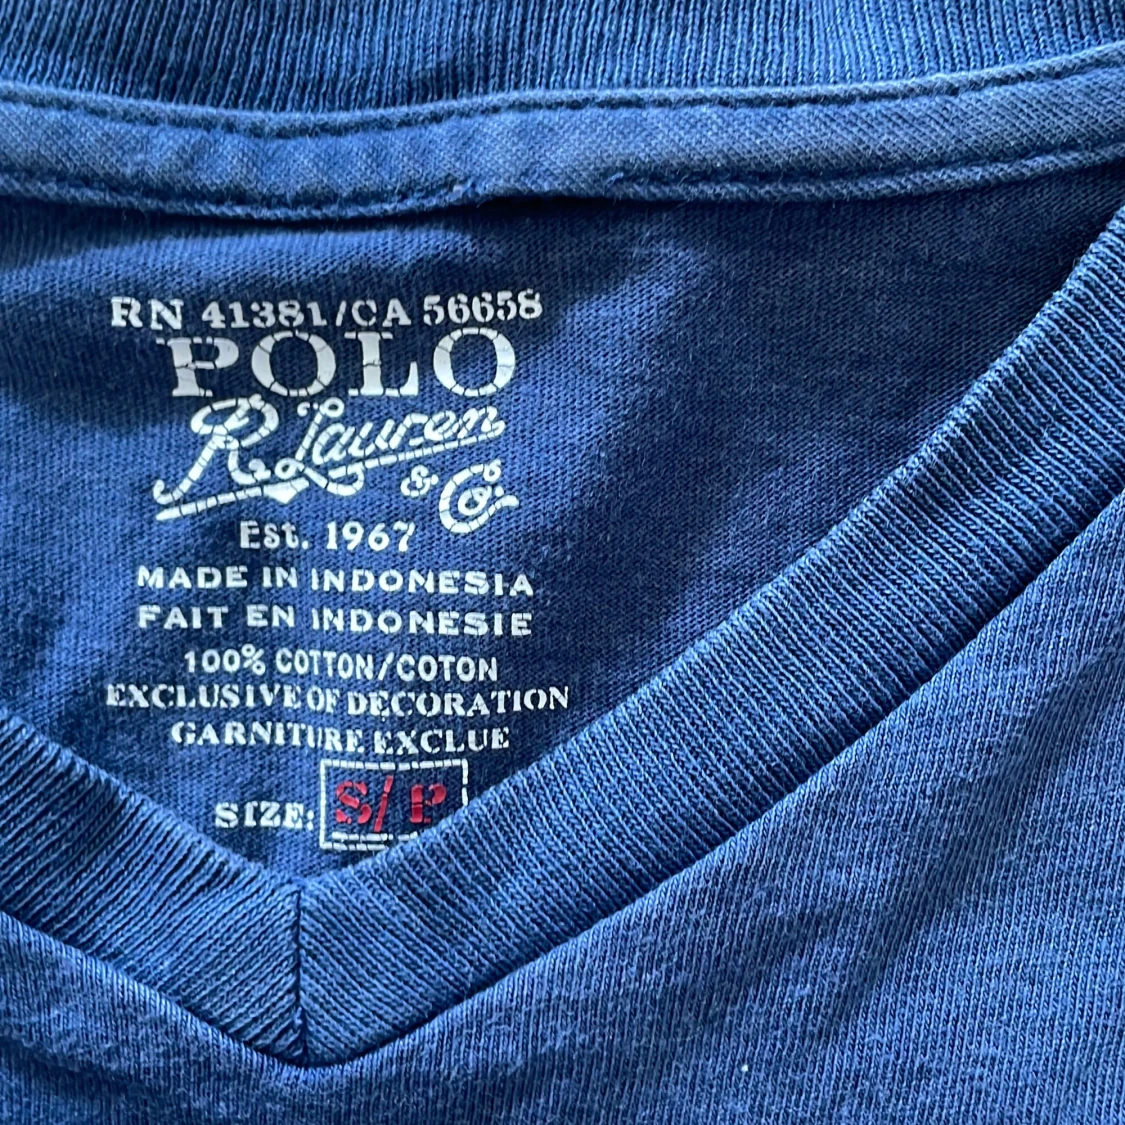 RN 41381/CA 56658
POLO
R. Lauren
& Co.
Est. 1967
MADE IN INDONESIA
FAIT EN INDONESIE
100% COTTON/COTON
EXCLUSIVE OF DECORATION
GARNITURE EXCLUE
SIZE: S/P